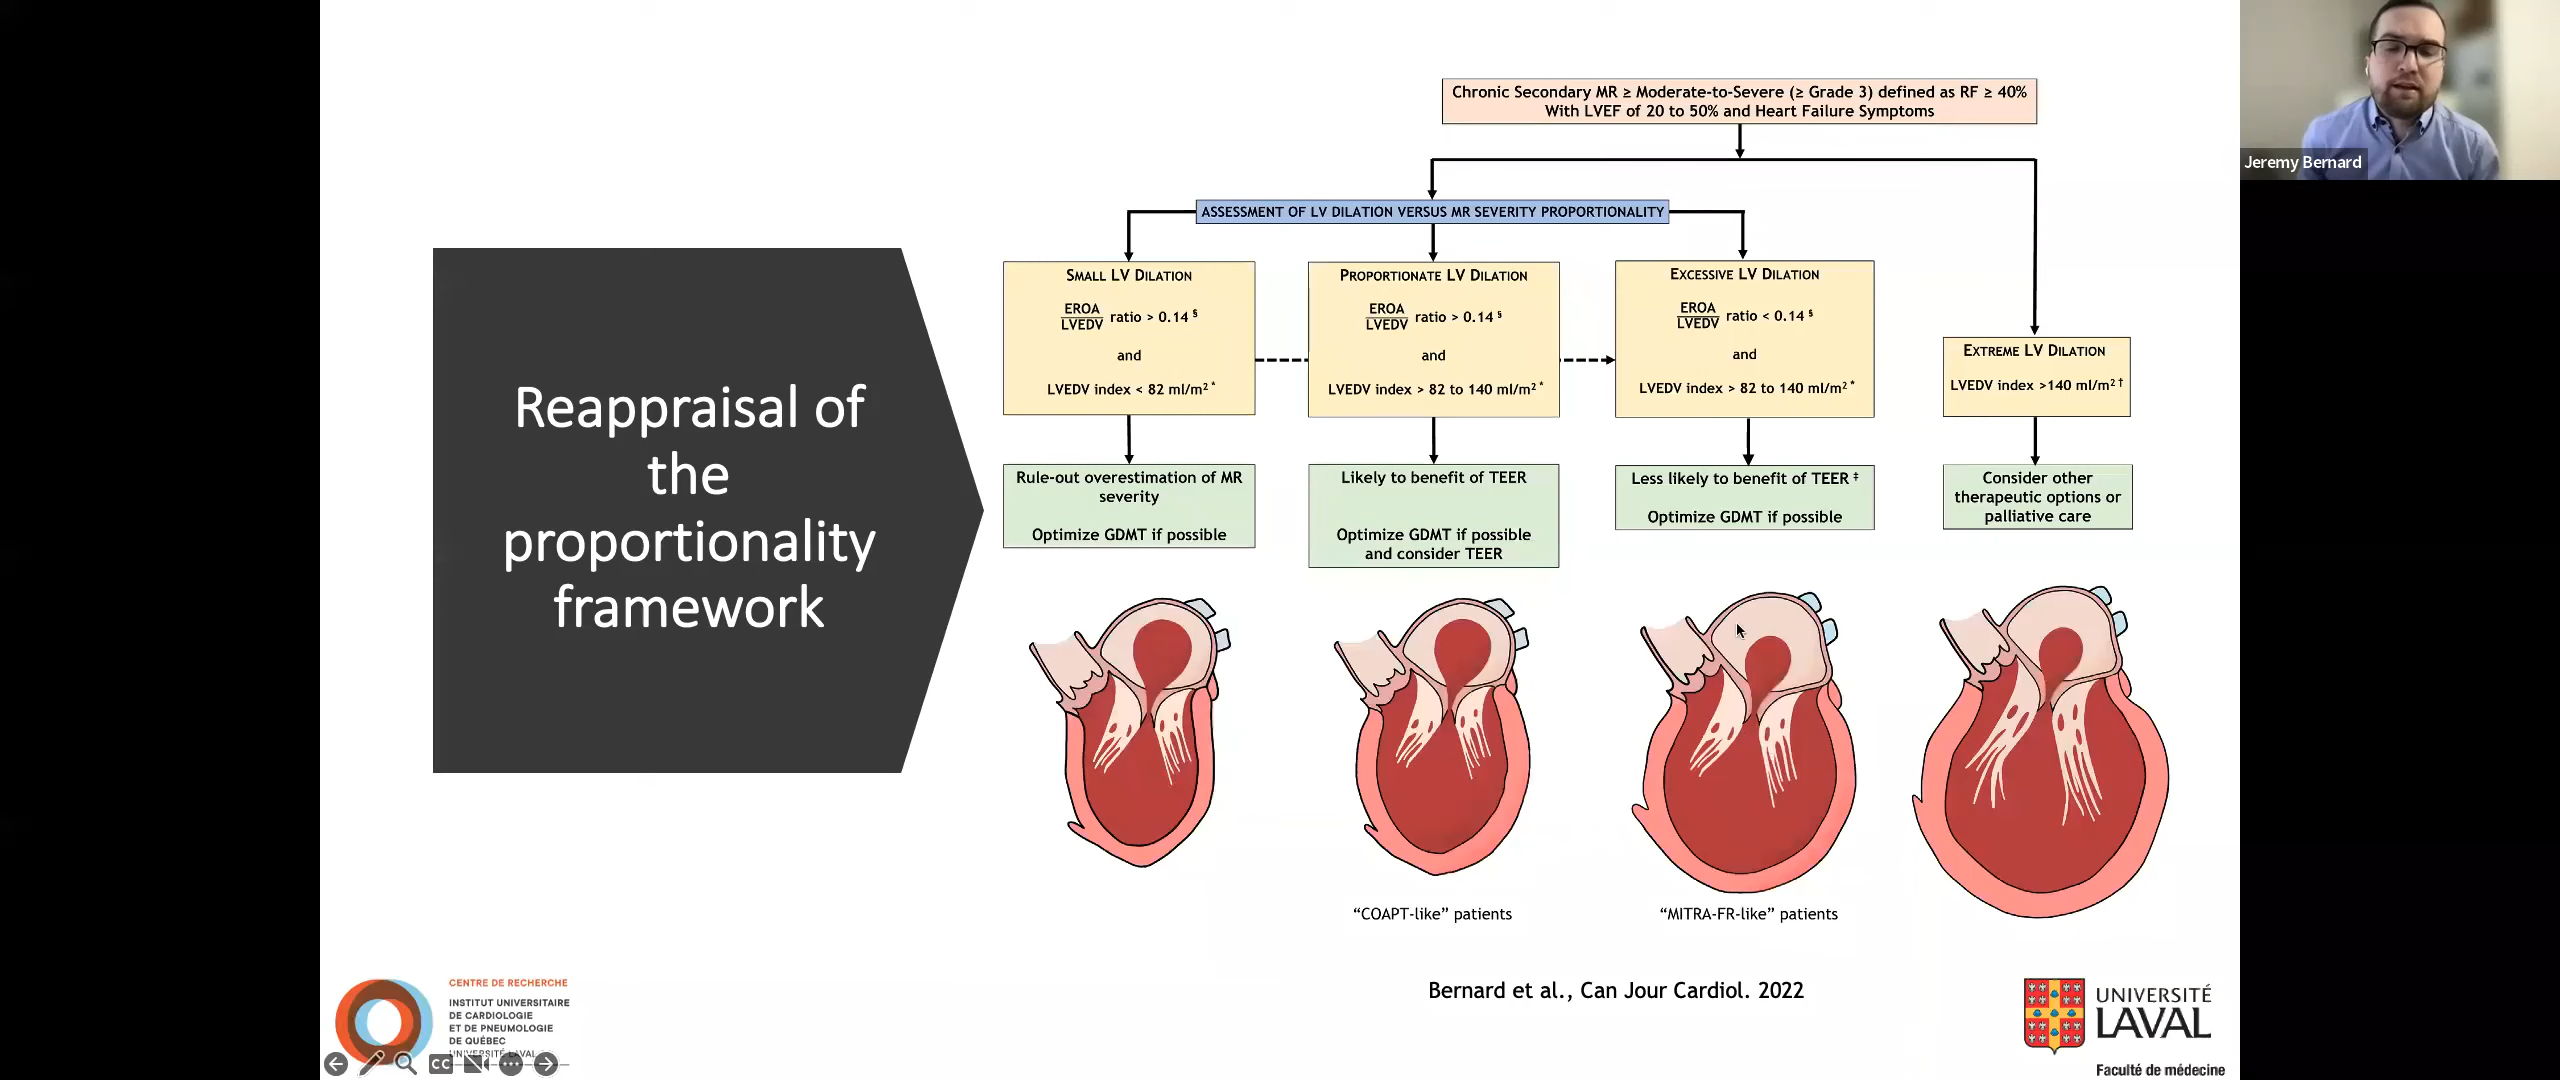 Chronic Secondary MR ≥ Moderate-to-Severe (≥ Grade 3) defined as RF ≥ 40%
With LVEF of 20 to 50% and Heart Failure Symptoms
Jeremy Bernard
ASSESSMENT OF LV DILATION VERSUS MR SEVERITY PROPORTIONALITY
Reappraisal of
the
proportionality
framework
SMALL LV DILATION
EROA
LVEDV ratio > 0.14 §
and
LVEDV index < 82 ml/m² *
Rule-out overestimation of MR
severity
Optimize GDMT if possible
PROPORTIONATE LV DILATION
EROA
LVEDV ratio > 0.14 §
and
LVEDV index > 82 to 140 ml/m² *
Likely to benefit of TEER
Optimize GDMT if possible
and consider TEER
EXCESSIVE LV DILATION
EROA
LVEDV ratio < 0.14 §
and
LVEDV index > 82 to 140 ml/m² *
Less likely to benefit of TEER ‡
Optimize GDMT if possible
EXTREME LV DILATION
LVEDV index >140 ml/m² †
Consider other
therapeutic options or
palliative care
"COAPT-like" patients
"MITRA-FR-like" patients
Bernard et al., Can Jour Cardiol. 2022
CENTRE DE RECHERCHE
INSTITUT UNIVERSITAIRE
DE CARDIOLOGIE
ET DE PNEUMOLOGIE
DE QUÉBEC
UNIVERSITÉ LAVAL
CC
UNIVERSITÉ
LAVAL
Faculté de médecine